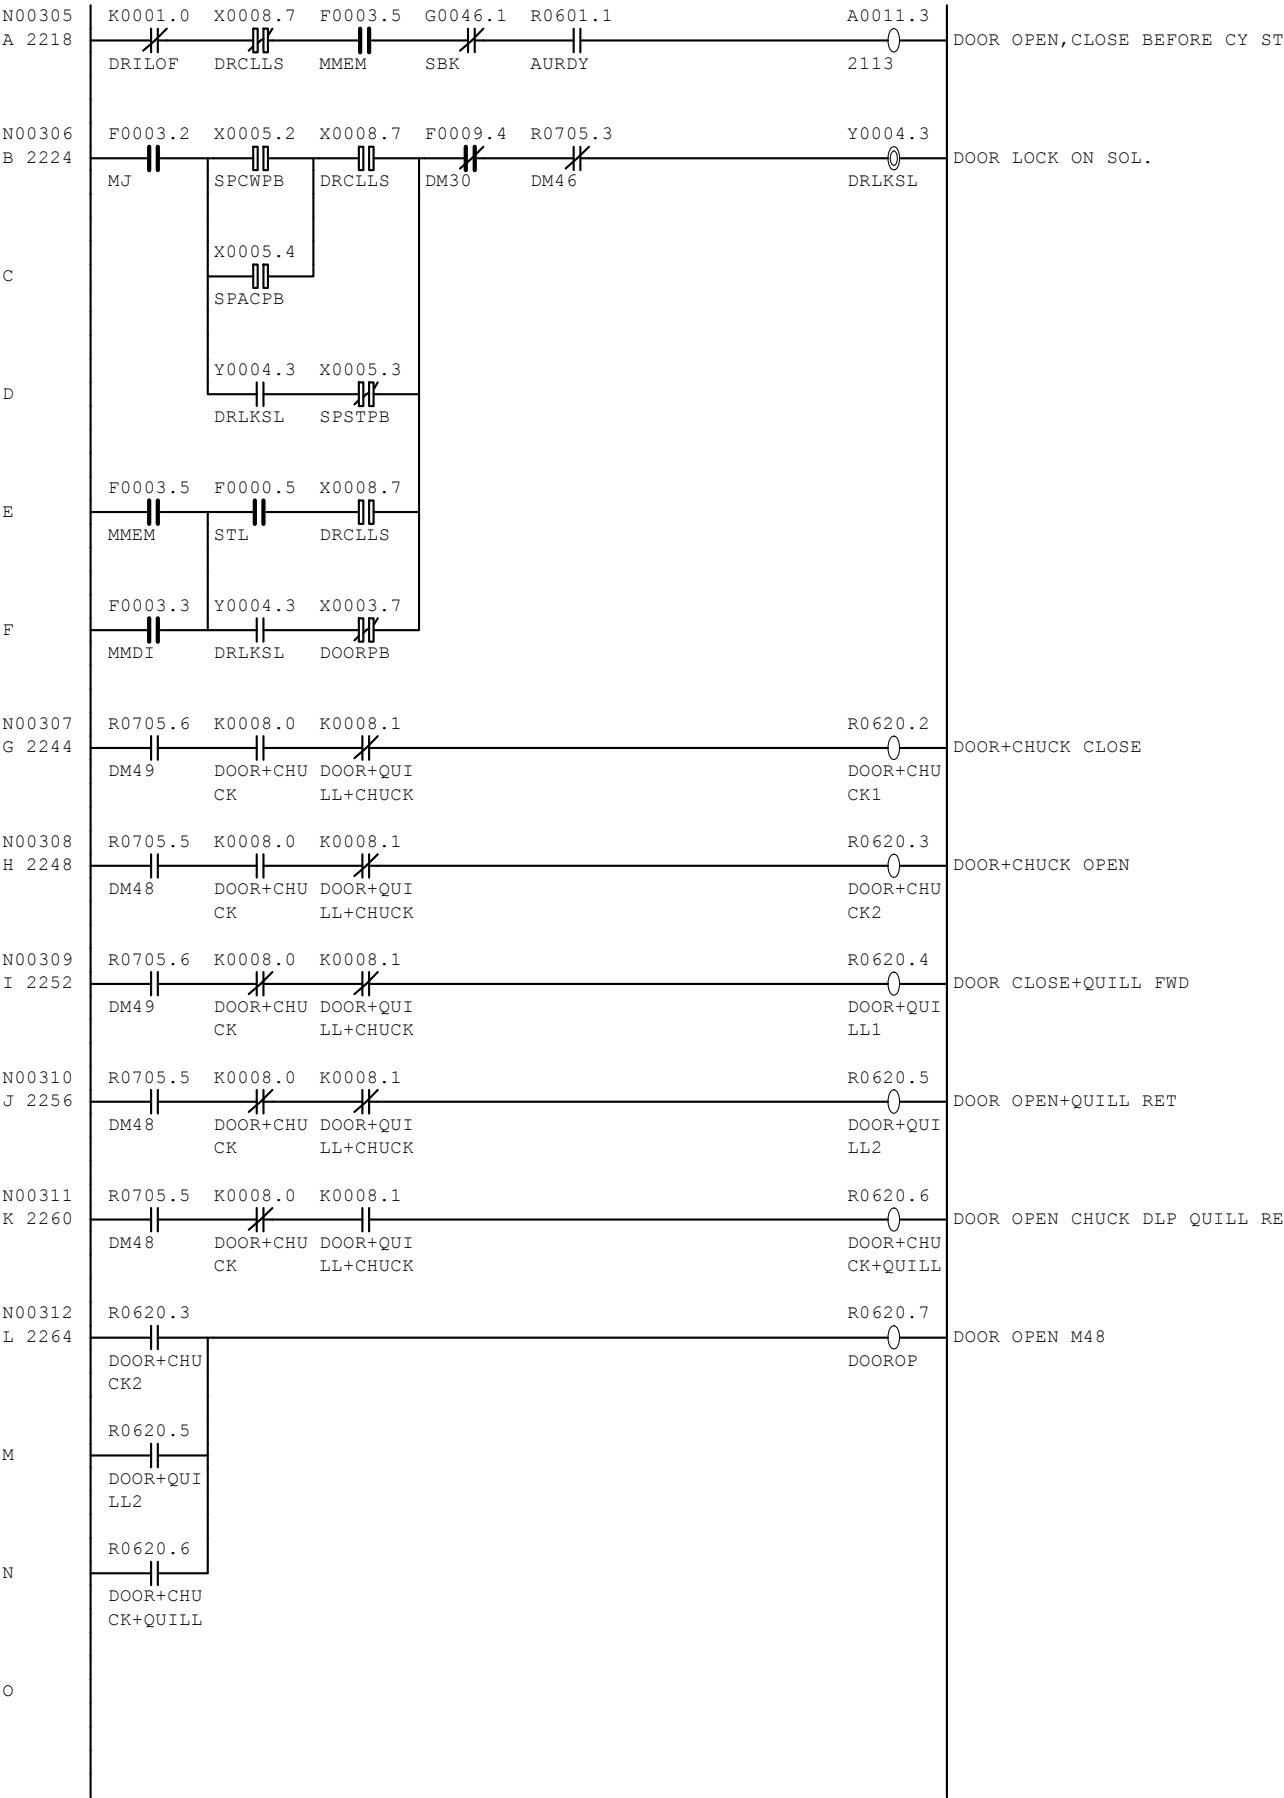 N00305 K0001.0 X0008.7 F0003.5 G0046.1 R0601.1 A0011.3
A 2218 DOOR OPEN,CLOSE BEFORE CY ST
DRILOF DRCLLS MMEM SBK AURDY 2113
N00306 F0003.2 X0005.2 X0008.7 F0009.4 R0705.3 Y0004.3
B 2224 DOOR LOCK ON SOL.
MJ SPCWPB DRCLLS DM30 DM46 DRLKSL
X0005.4
C
SPACPB
Y0004.3 X0005.3
D
DRLKSL SPSTPB
F0003.5 F0000.5 X0008.7
E
MMEM STL DRCLLS
F0003.3 Y0004.3 X0003.7
F
MMDI DRLKSL DOORPB
N00307 R0705.6 K0008.0 K0008.1 R0620.2
G 2244 DOOR+CHUCK CLOSE
DM49 DOOR+CHU DOOR+QUI DOOR+CHU
CK LL+CHUCK CK1
N00308 R0705.5 K0008.0 K0008.1 R0620.3
H 2248 DOOR+CHUCK OPEN
DM48 DOOR+CHU DOOR+QUI DOOR+CHU
CK LL+CHUCK CK2
N00309 R0705.6 K0008.0 K0008.1 R0620.4
I 2252 DOOR CLOSE+QUILL FWD
DM49 DOOR+CHU DOOR+QUI DOOR+QUI
CK LL+CHUCK LL1
N00310 R0705.5 K0008.0 K0008.1 R0620.5
J 2256 DOOR OPEN+QUILL RET
DM48 DOOR+CHU DOOR+QUI DOOR+QUI
CK LL+CHUCK LL2
N00311 R0705.5 K0008.0 K0008.1 R0620.6
K 2260 DOOR OPEN CHUCK DLP QUILL RE
DM48 DOOR+CHU DOOR+QUI DOOR+CHU
CK LL+CHUCK CK+QUILL
N00312 R0620.3 R0620.7
L 2264 DOOR OPEN M48
DOOR+CHU DOOROP
CK2
R0620.5
M
DOOR+QUI
LL2
R0620.6
N
DOOR+CHU
CK+QUILL
O